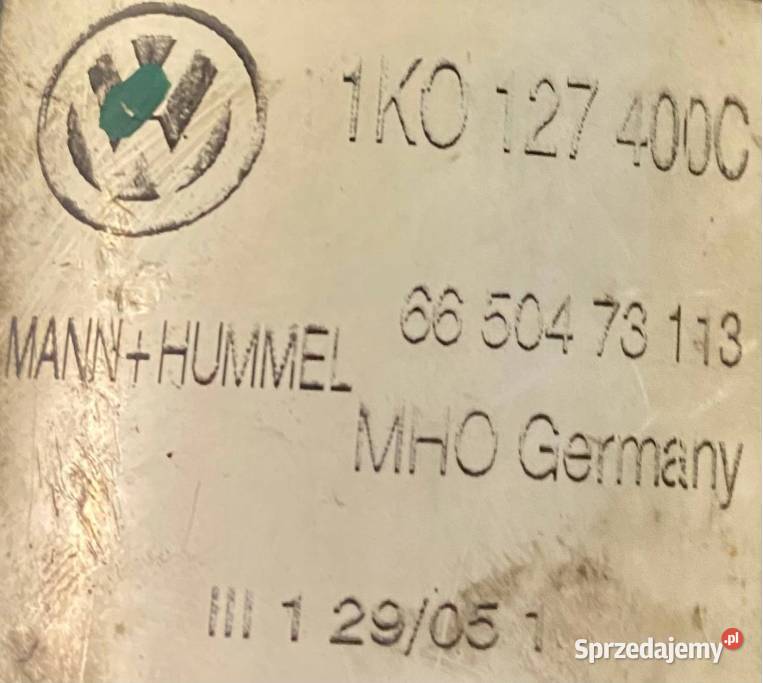 1K0 127 400C
66 504 73 113
MANN+HUMMEL
MHO Germany
III 1 29/05 1
Sprzedajemy.pl